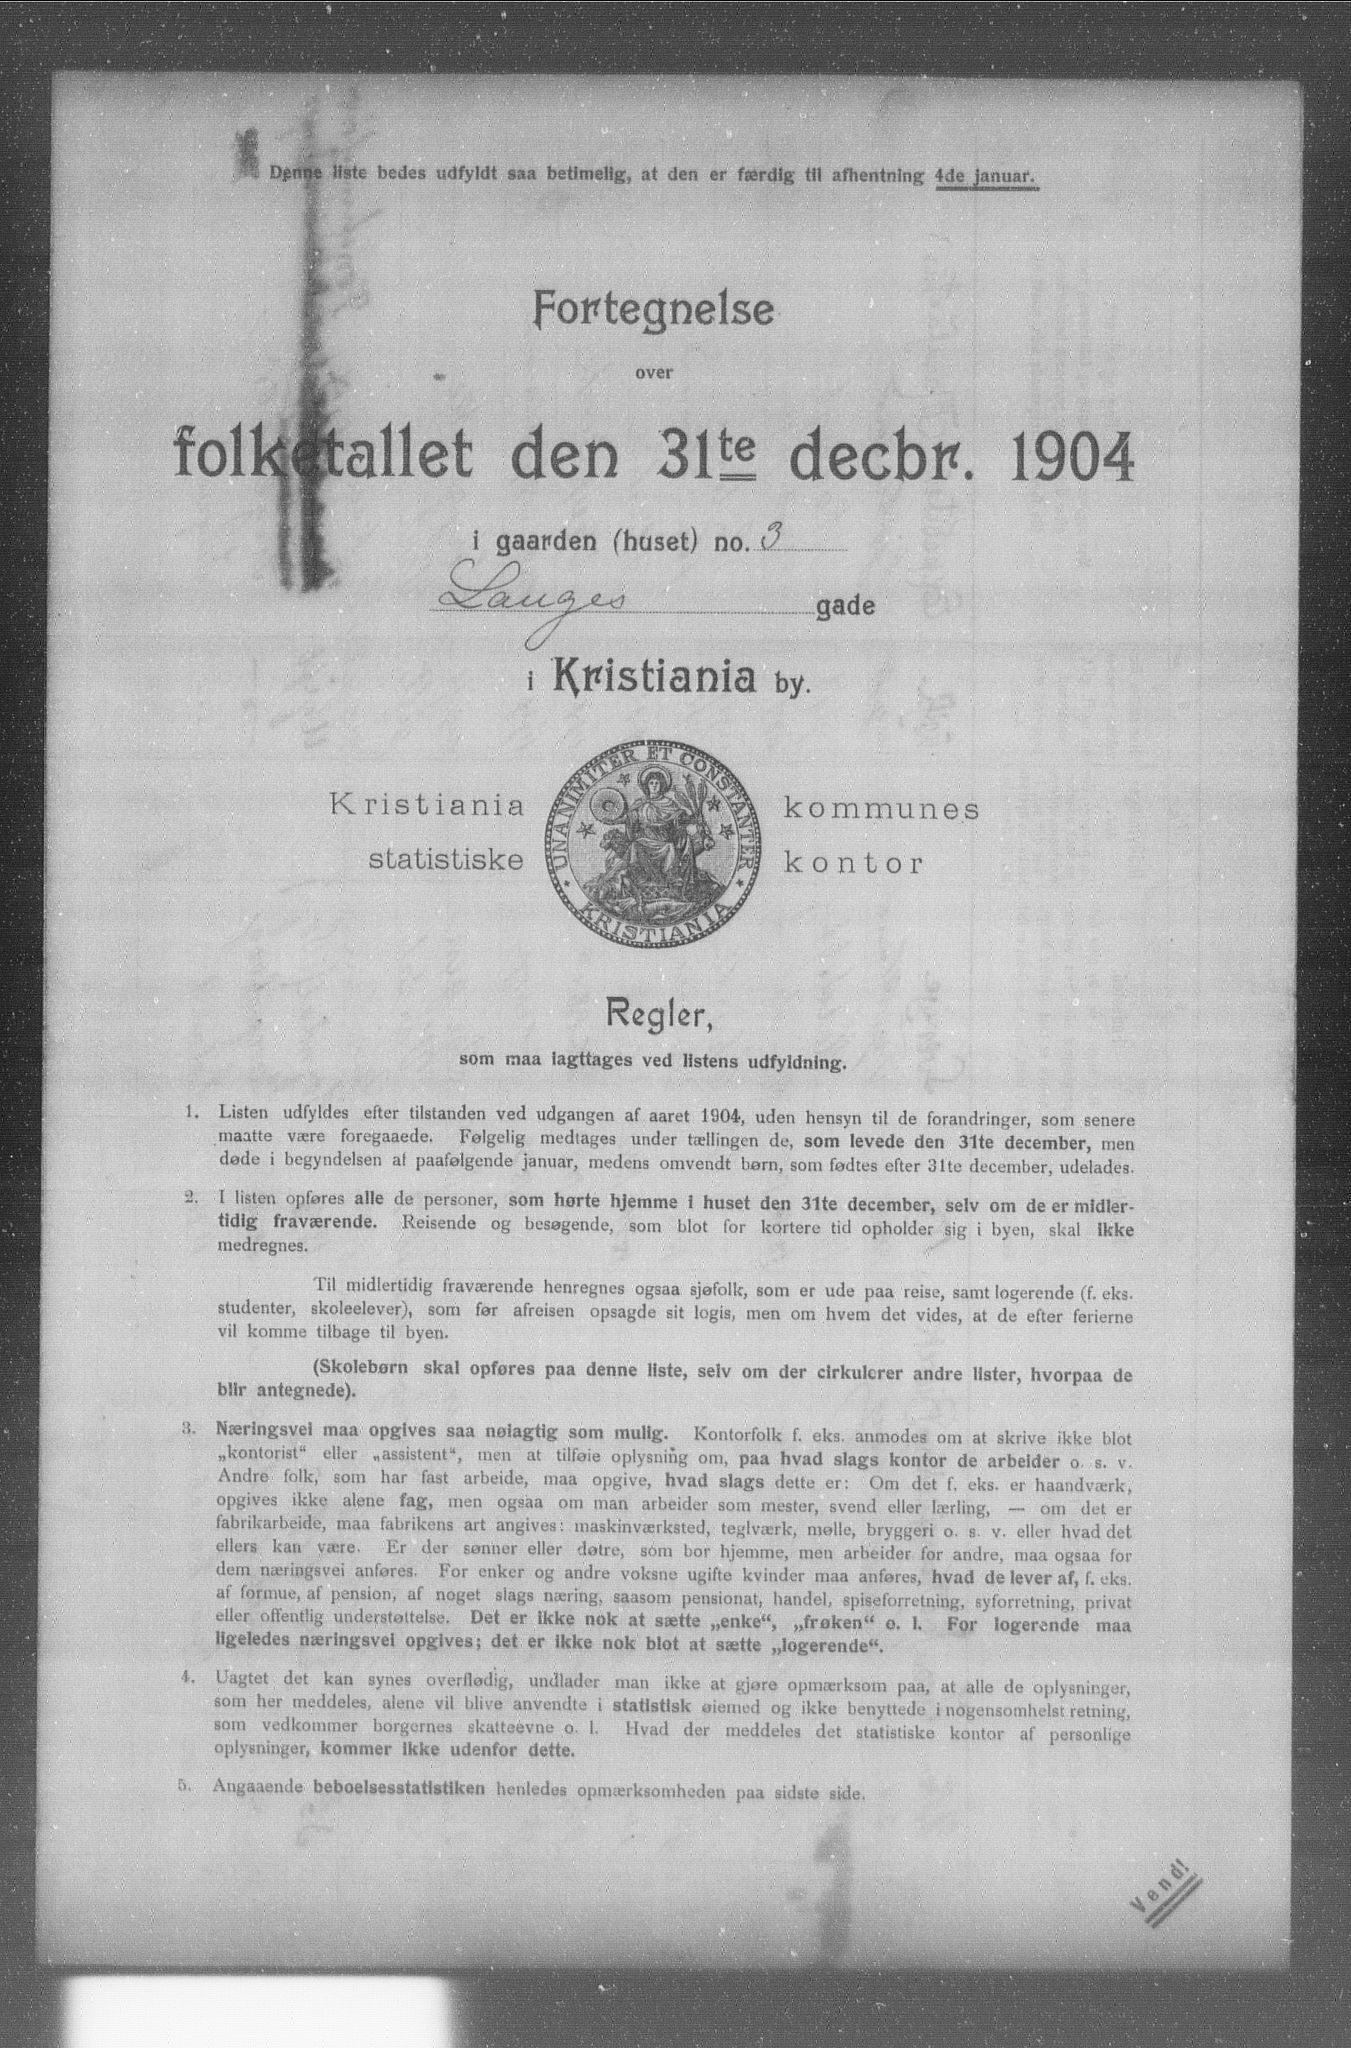 Denne liste bedes udfyldt saa betimelig, at den er færdig til afhentning 4de januar.
Fortegnelse
over
folketallet den 31te decbr. 1904
i gaarden (huset) no. 3
Langes gade
i Kristiania by.
Kristiania kommunes
statistiske kontor
UNANIMITER ET CONSTANTER
KRISTIANIA
Regler,
som maa iagttages ved listens udfyldning.
1. Listen udfyldes efter tilstanden ved udgangen af aaret 1904, uden hensyn til de forandringer, som senere
maatte være foregaaede. Følgelig medtages under tællingen de, som levede den 31te december, men
døde i begyndelsen af paafølgende januar, medens omvendt børn, som fødtes efter 31te december, udelades.
2. I listen opføres alle de personer, som hørte hjemme i huset den 31te december, selv om de er midler-
tidig fraværende. Reisende og besøgende, som blot for kortere tid opholder sig i byen, skal ikke
medregnes.
Til midlertidig fraværende henregnes ogsaa sjøfolk, som er ude paa reise, samt logerende (f. eks.
studenter, skoleelever), som før afreisen opsagde sit logis, men om hvem det vides, at de efter ferierne
vil komme tilbage til byen.
(Skolebørn skal opføres paa denne liste, selv om der cirkulerer andre lister, hvorpaa de
blir antegnede).
3. Næringsvei maa opgives saa nøiagtig som mulig. Kontorfolk f. eks. anmodes om at skrive ikke blot
„kontorist“ eller „assistent“, men at tilføie oplysning om, paa hvad slags kontor de arbeider o. s. v.
Andre folk, som har fast arbeide, maa opgive, hvad slags dette er: Om det f. eks. er haandværk,
opgives ikke alene fag, men ogsaa om man arbeider som mester, svend eller lærling, — om det er
fabrikarbeide, maa fabrikens art angives: maskinværksted, teglværk, mølle, bryggeri o. s. v. eller hvad det
ellers kan være. Er der sønner eller døtre, som bor hjemme, men arbeider for andre, maa ogsaa for
dem næringsvei anføres. For enker og andre voksne ugifte kvinder maa anføres, hvad de lever af, f. eks.
af formue, af pension, af noget slags næring, saasom pensionat, handel, spiseforretning, syforretning, privat
eller offentlig understøttelse. Det er ikke nok at sætte „enke“, „frøken“ o. l. For logerende maa
ligeledes næringsvei opgives; det er ikke nok blot at sætte „logerende“.
4. Uagtet det kan synes overflødig, undlader man ikke at gjøre opmærksom paa, at alle de oplysninger,
som her meddeles, alene vil blive anvendte i statistisk øiemed og ikke benyttede i nogensomhelst retning,
som vedkommer borgernes skatteevne o. l. Hvad der meddeles det statistiske kontor af personlige
oplysninger, kommer ikke udenfor dette.
5. Angaaende beboelsesstatistiken henledes opmærksomheden paa sidste side.
Vend!